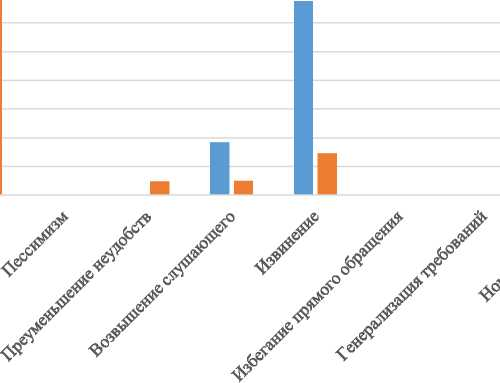 Пессимизм
Преуменьшение неудобств
Возвышение слушающего
Извинение
Избегание прямого обращения
Генерализация требований